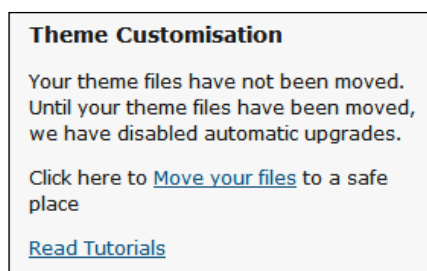 Theme Customisation
Your theme files have not been moved.
Until your theme files have been moved,
we have disabled automatic upgrades.
Click here to Move your files to a safe
place
Read Tutorials